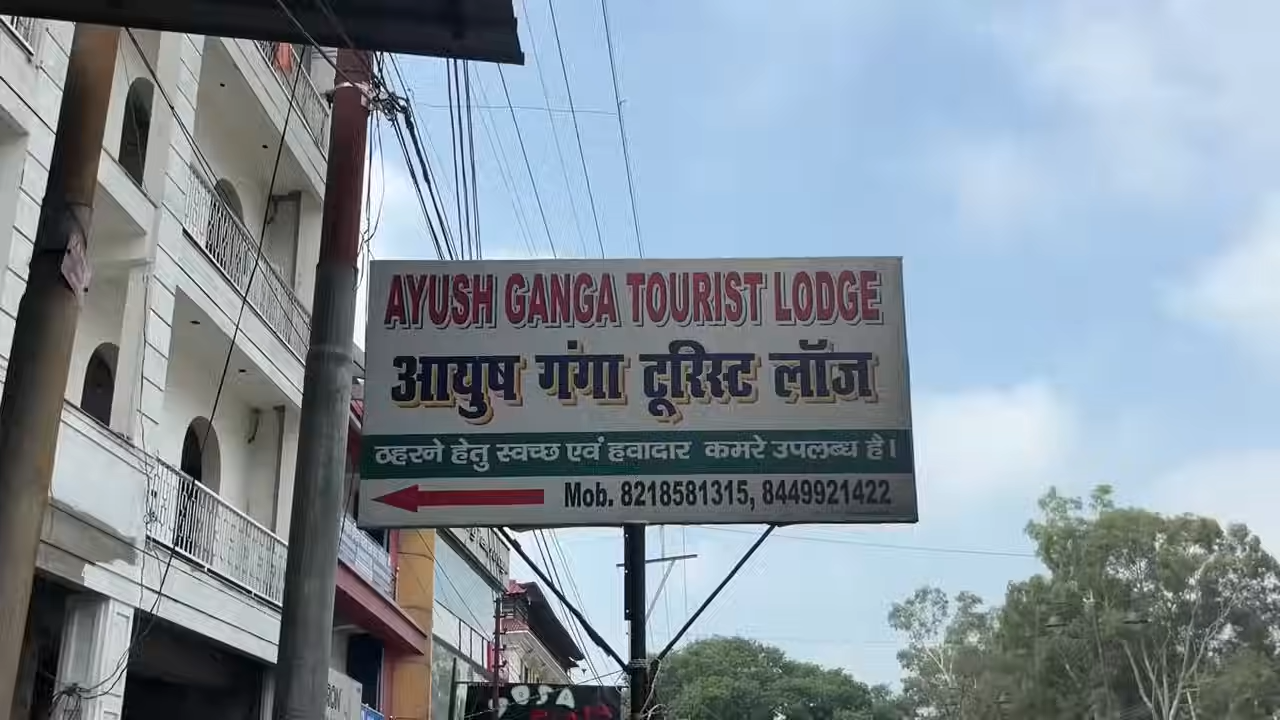 AYUSH GANGA TOURIST LODGE
आयुष गंगा टूरिस्ट लॉज
ठहरने हेतु स्वच्छ एवं हवादार कमरे उपलब्ध है।
Mob. 8218581315, 8449921422